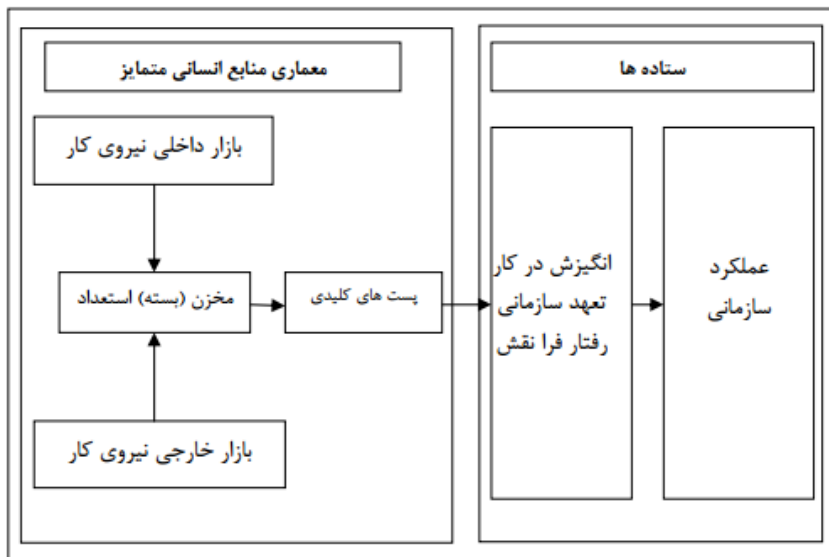 معماری منابع انسانی متمایز
ستاده ها
بازار داخلی نیروی کار
مخزن (بسته) استعداد
پست های کلیدی
بازار خارجی نیروی کار
انگیزش در کار
تعهد سازمانی
رفتار فرا نقش
عملکرد
سازمانی